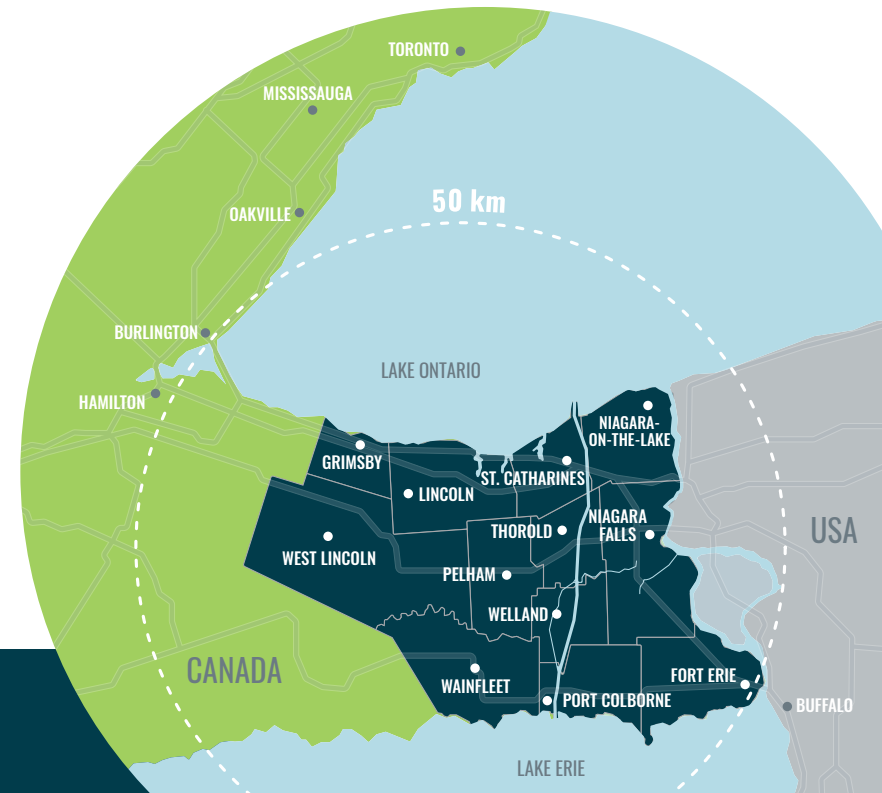 TORONTO
MISSISSAUGA
OAKVILLE
50 km
BURLINGTON
LAKE ONTARIO
HAMILTON
NIAGARA-
ON-THE-LAKE
GRIMSBY
ST. CATHARINES
LINCOLN
NIAGARA
FALLS
THOROLD
USA
WEST LINCOLN
PELHAM
WELLAND
CANADA
WAINFLEET
FORT ERIE
PORT COLBORNE
BUFFALO
LAKE ERIE